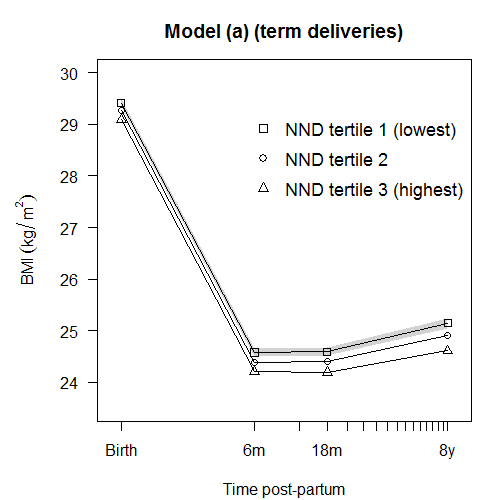 Model (a) (term deliveries)
30
29
28
27
26
25
24
BMI (kg/m²)
NND tertile 1 (lowest)
NND tertile 2
NND tertile 3 (highest)
Birth 6m 18m 8y
Time post-partum